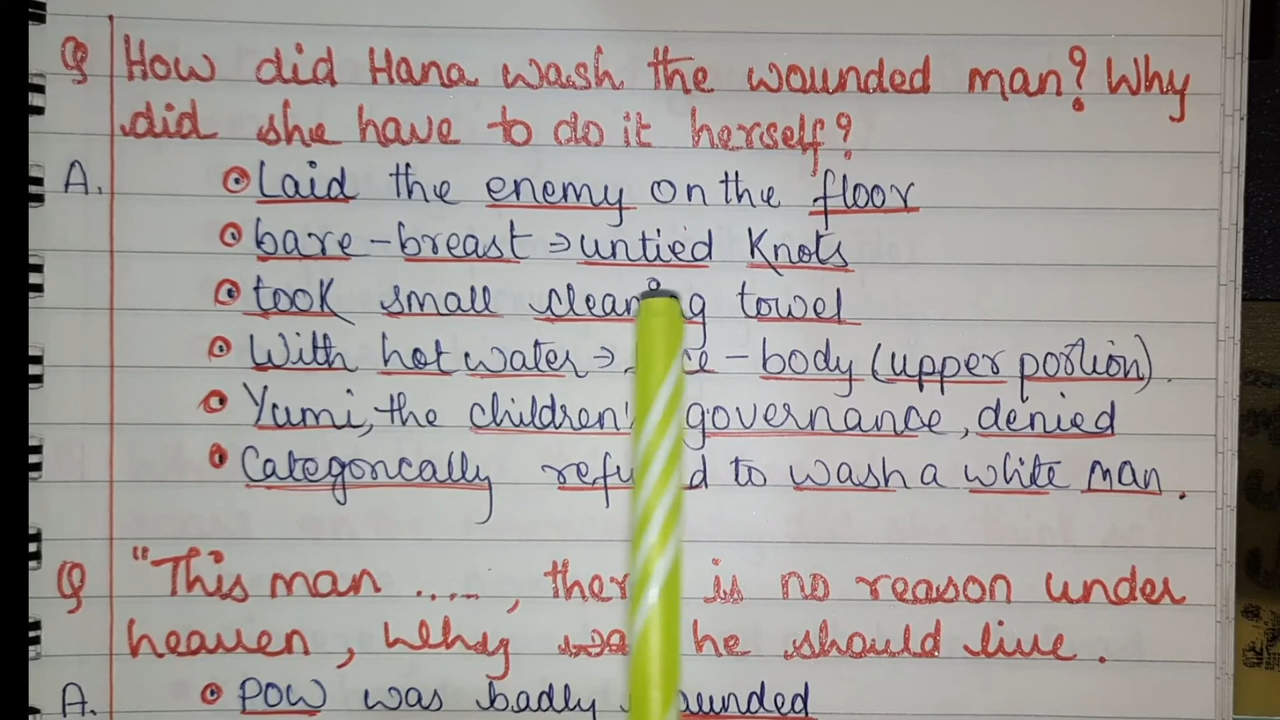 Q How did Hana wash the wounded man? Why
did she have to do it herself?
A. Laid the enemy on the floor
bare-breast ⇒ untied Knots
took small cleaning towel
With hot water ⇒ - body (upper portion).
Yumi, the children's governance, denied
Categorically refused to wash a white man.
Q "This man ...., there is no reason under
heaven, why he should live.
A. POW was badly wounded